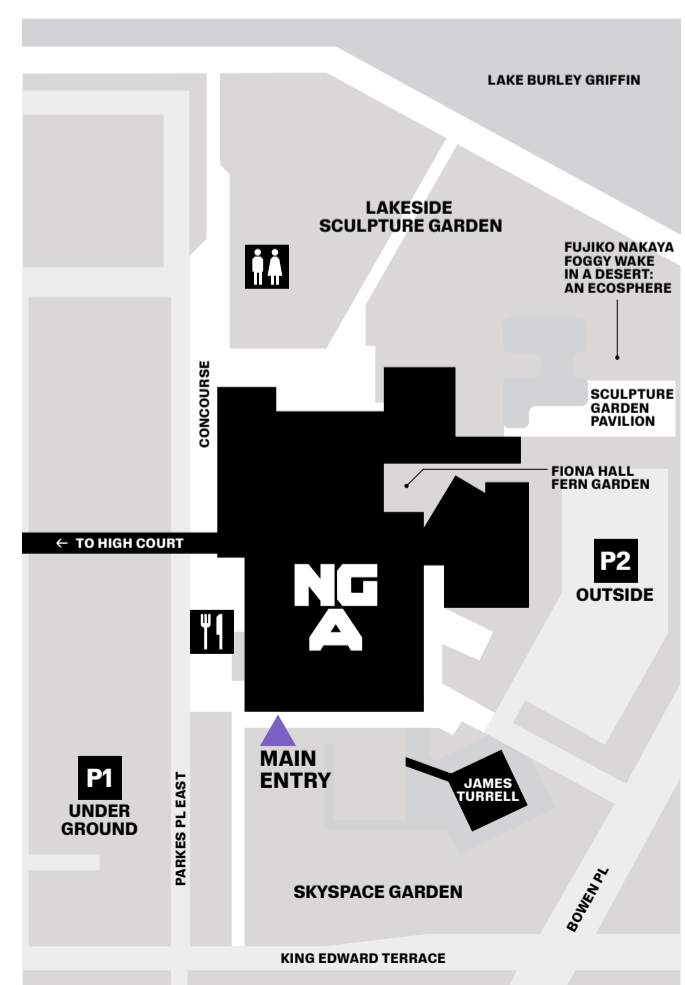 LAKE BURLEY GRIFFIN
LAKESIDE
SCULPTURE GARDEN
FUJIKO NAKAYA
FOGGY WAKE
IN A DESERT:
AN ECOSPHERE
CONCOURSE
SCULPTURE
GARDEN
PAVILION
FIONA HALL
FERN GARDEN
← TO HIGH COURT
P2
OUTSIDE
NG
A
MAIN
ENTRY
P1
UNDER
GROUND
JAMES
TURRELL
PARKES PL EAST
SKYSPACE GARDEN
BOWEN PL
KING EDWARD TERRACE